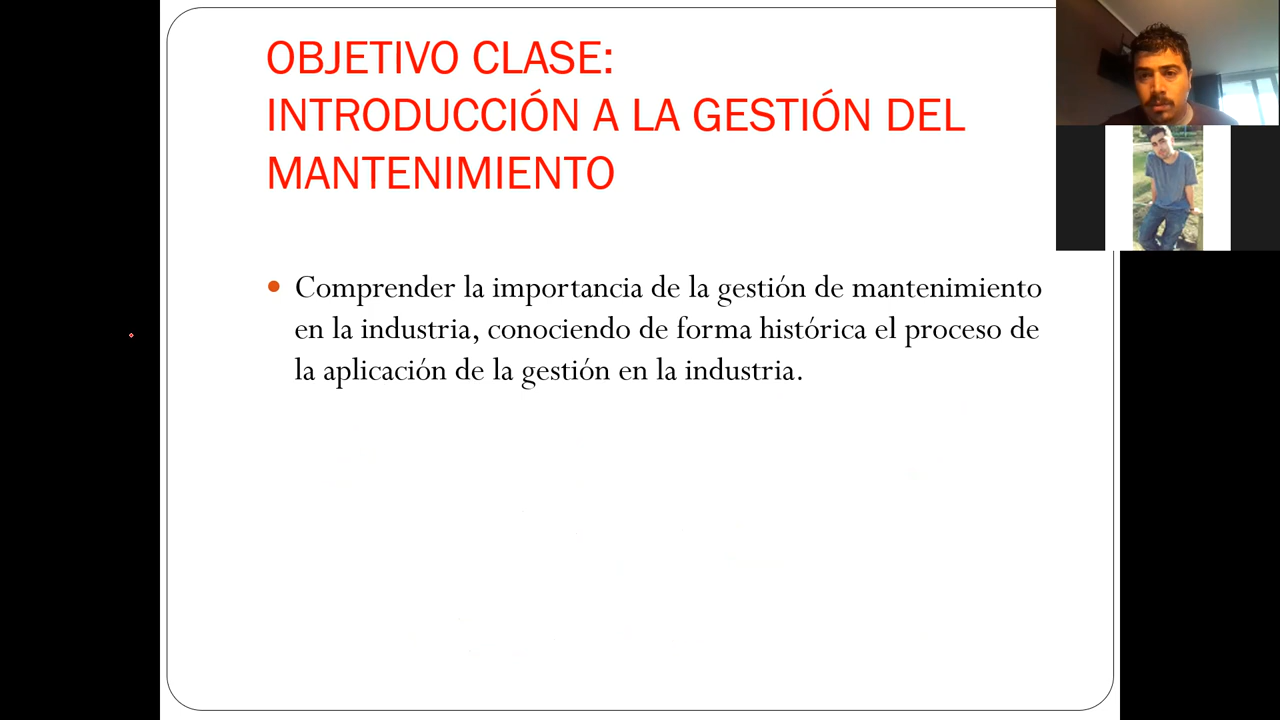 OBJETIVO CLASE:
INTRODUCCIÓN A LA GESTIÓN DEL
MANTENIMIENTO
Comprender la importancia de la gestión de mantenimiento
en la industria, conociendo de forma histórica el proceso de
la aplicación de la gestión en la industria.